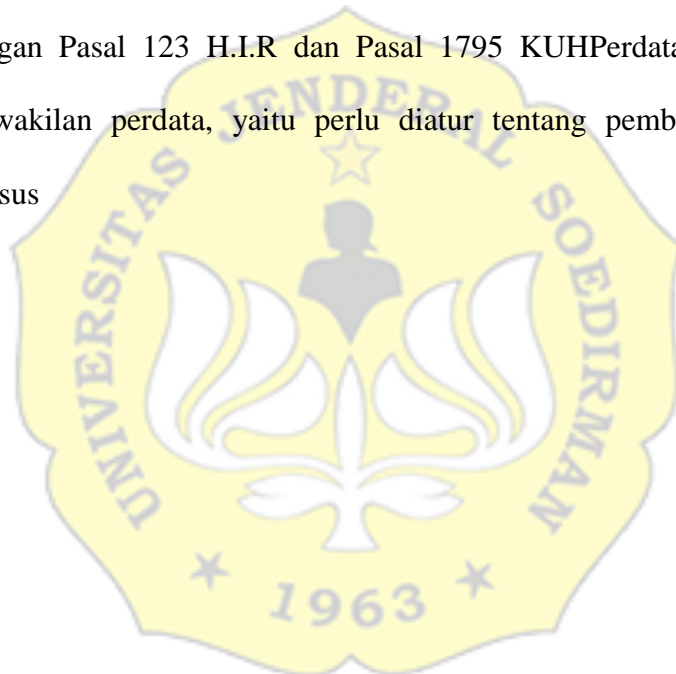 gan Pasal 123 H.I.R dan Pasal 1795 KUHPerdata
wakilan perdata, yaitu perlu diatur tentang pemb
sus
UNIVERSITAS JENDERAL SOEDIRMAN
1963